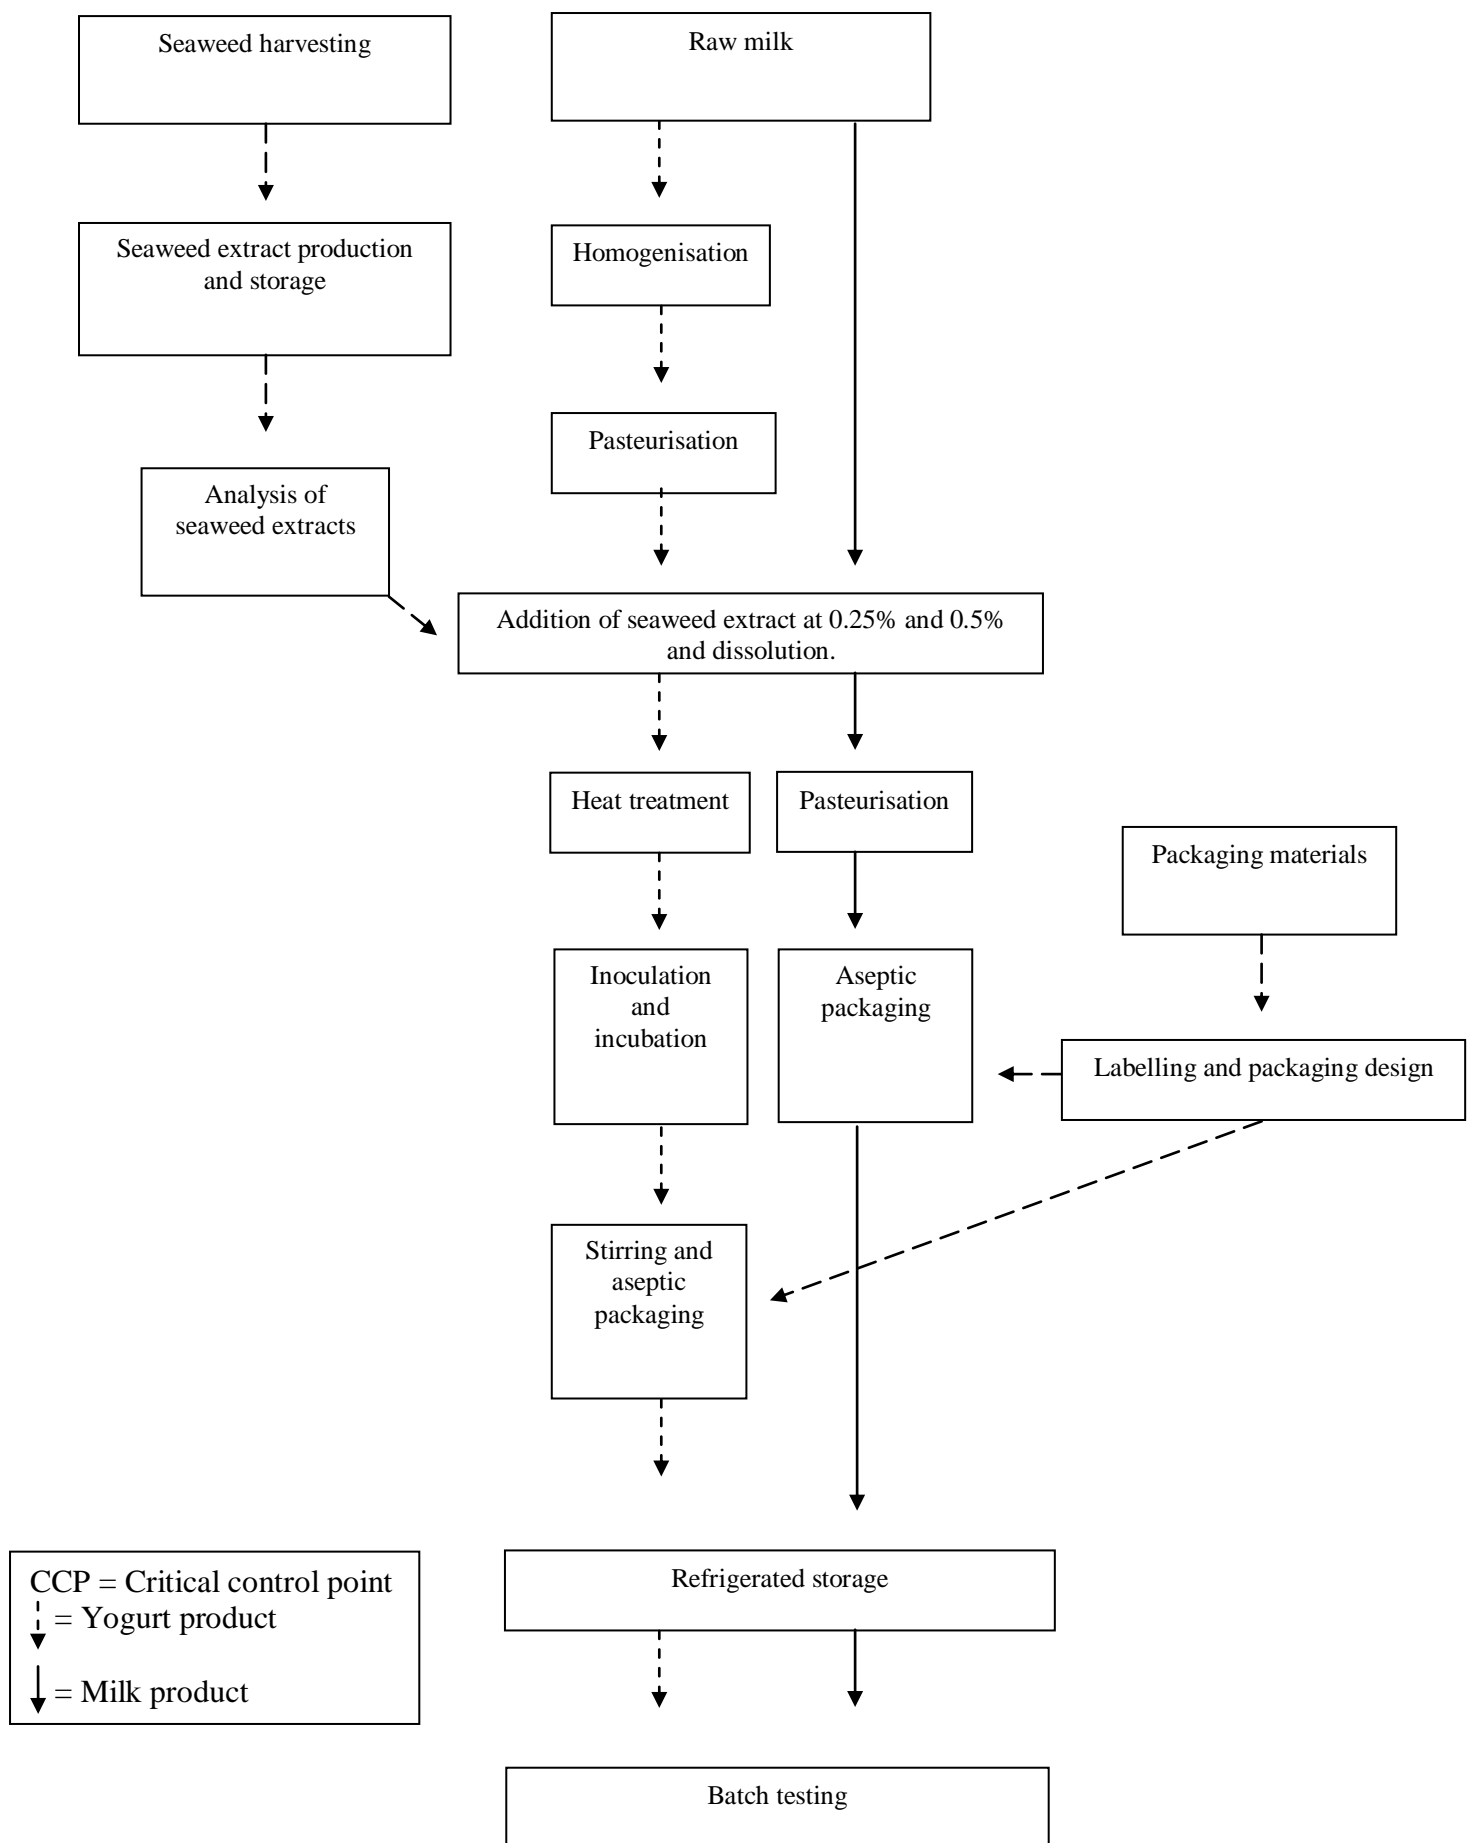 Seaweed harvesting
Raw milk
Seaweed extract production
and storage
Homogenisation
Pasteurisation
Analysis of
seaweed extracts
Addition of seaweed extract at 0.25% and 0.5%
and dissolution.
Heat treatment
Pasteurisation
Packaging materials
Inoculation
and
incubation
Aseptic
packaging
Labelling and packaging design
Stirring and
aseptic
packaging
Refrigerated storage
CCP = Critical control point
= Yogurt product
= Milk product
Batch testing